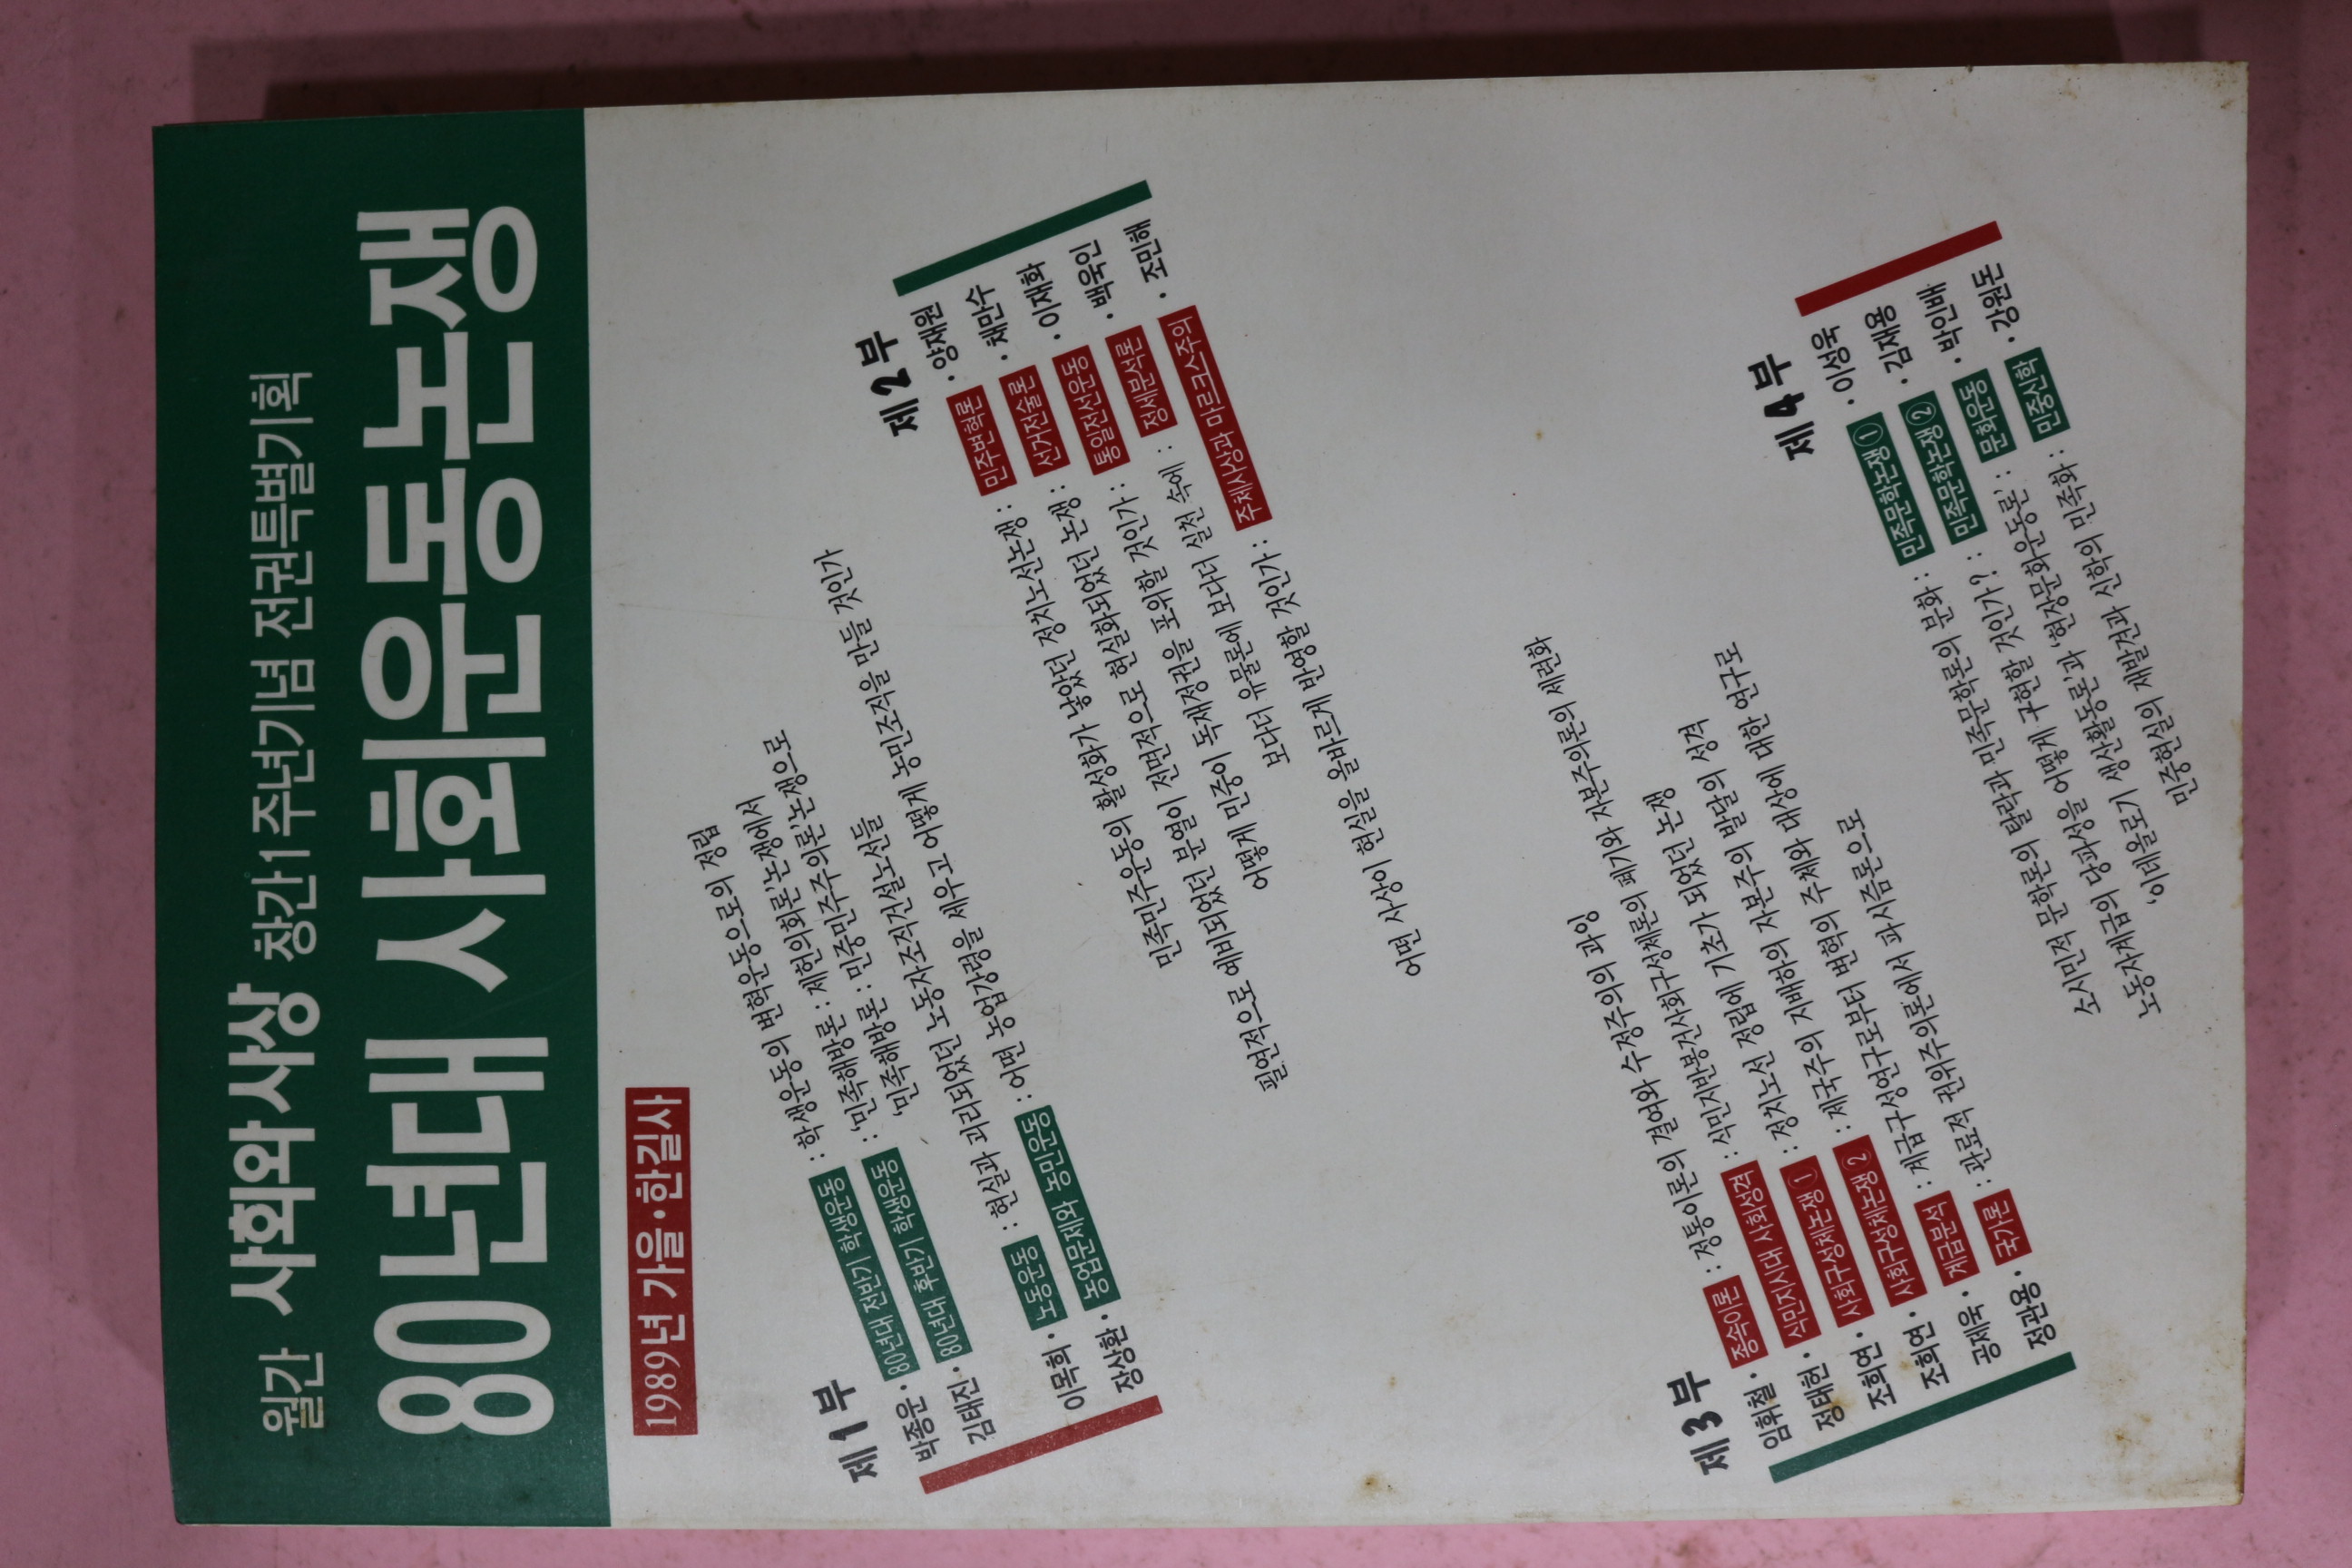 월간 사회와사상 창간1주년기념 전권특별기획
80년대 사회운동논쟁
1989년 가을·한길사
제1부
박종운·80년대 전반기 학생운동 : 학생운동의 변혁운동으로의 정립
김태진·80년대 후반기 학생운동 : '민족해방론 : 제헌의회론'논쟁에서
'민족해방론 : 민중민주주의론'논쟁으로
이목희·노동운동 : 현실과 괴리되었던 노동자조직건설노선들
장상환·농업문제와 농민운동 : 어떤 농업강령을 세우고 어떻게 농민조직을 만들 것인가
제2부
민족민주운동의 활성화가 낳았던 정치노선논쟁 : 민주변혁론·양재원
필연적으로 예비되었던 분열이 전면적으로 현실화되었던 논쟁 : 선거전술론·채만수
어떻게 민중이 독재정권을 포위할 것인가 : 통일전선운동·이재화
보다더 유물론에 보다더 실천 속에 : 정세분석론·백욱인
어떤 사상이 현실을 올바르게 반영할 것인가 : 주체사상과 마르크스주의·조민해
제3부
임휘철·종속이론 : 정통이론의 결여와 수정주의의 과잉
정태헌·식민지시대 사회성격 : 식민지반봉건사회구성체론의 폐기와 자본주의론의 세련화
조희연·사회구성체논쟁① : 정치노선 정립에 기초가 되었던 논쟁
조희연·사회구성체논쟁② : 제국주의 지배하의 자본주의 발달의 성격
공제욱·계급분석 : 계급구성연구로부터 변혁의 주체와 대상에 대한 연구로
정관용·국가론 : 관료적 권위주의론에서 파시즘론으로
제4부
소시민적 문학론의 탈락과 민족문학론의 분화 : 민족문학논쟁①·이성욱
노동자계급의 당파성을 어떻게 구현할 것인가? : 민족문학논쟁②·김재용
'이데올로기 생산활동론'과 '현장문화운동론' : 문화운동·박인배
민중현실의 재발견과 신학의 민족화 : 민중신학·강원돈